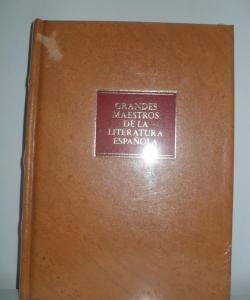 GRANDES
MAESTROS
DE LA
LITERATURA
ESPAÑOLA